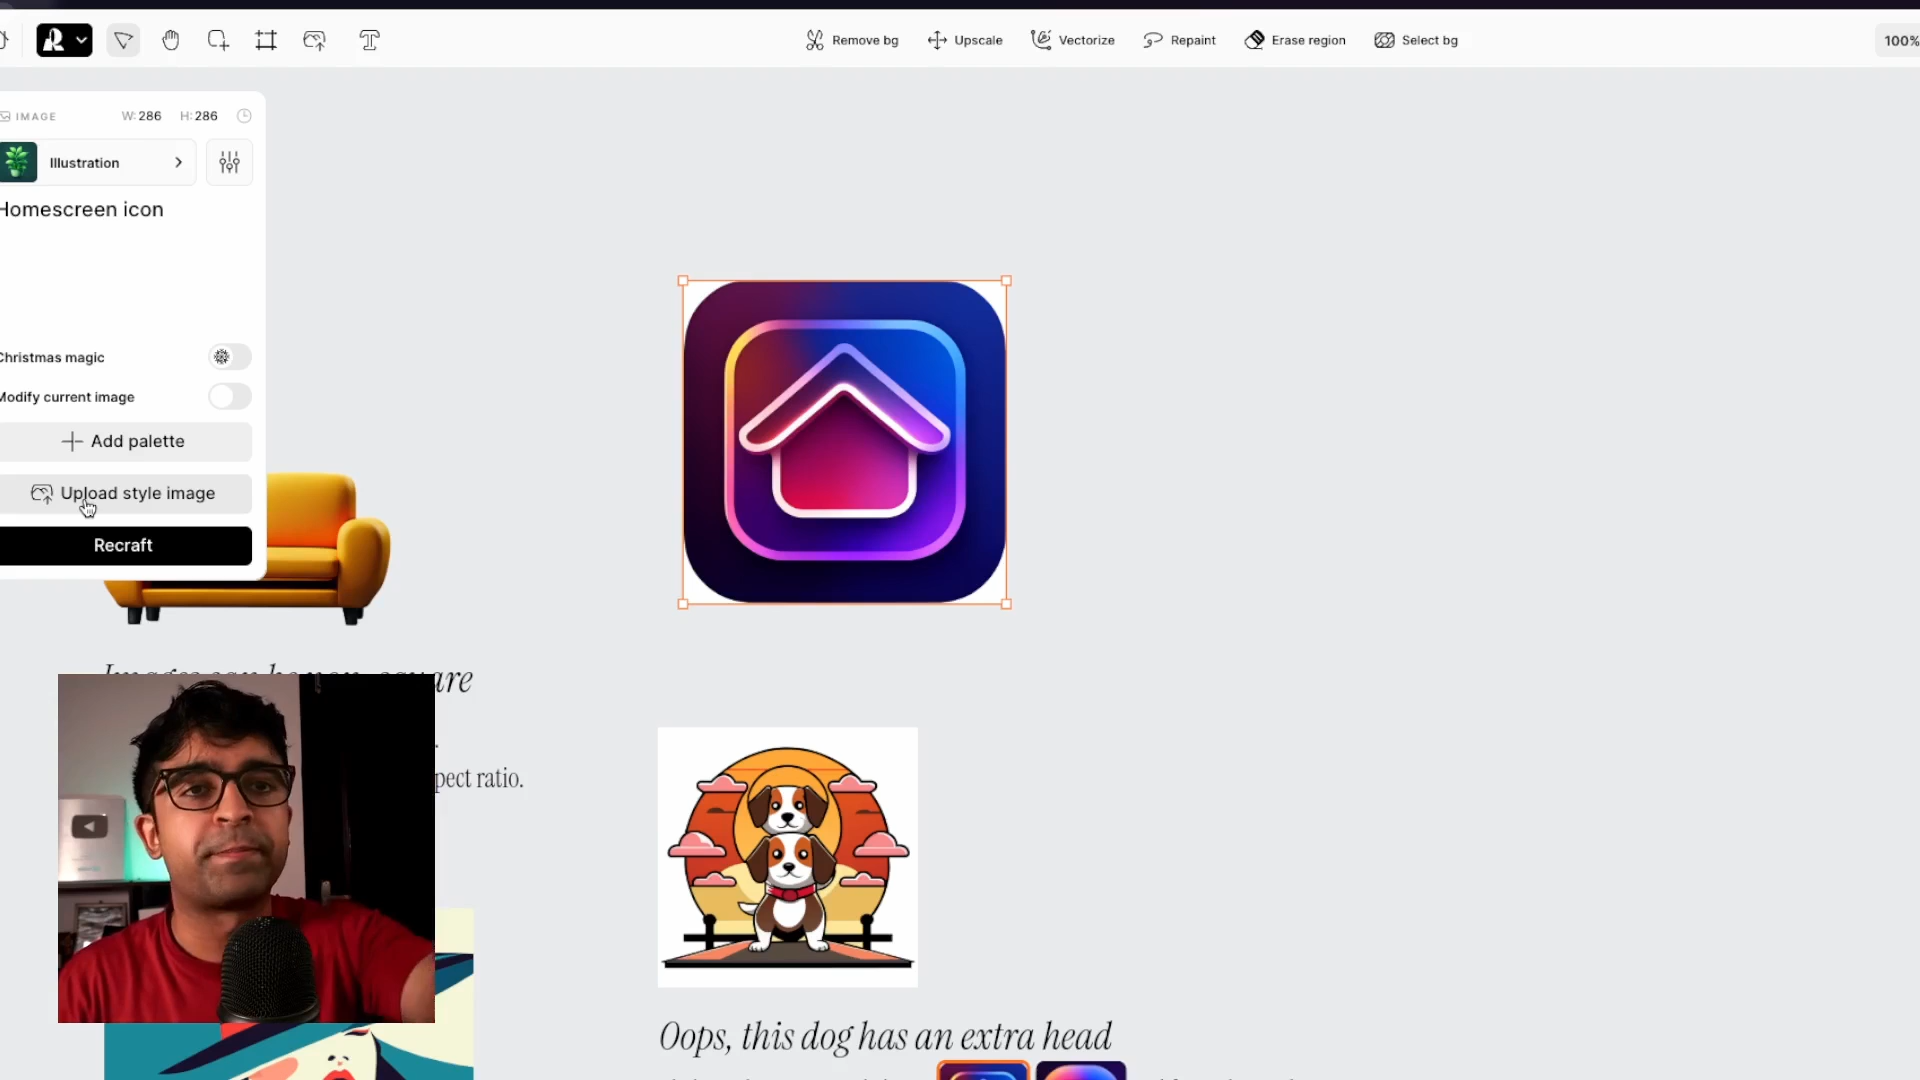 Remove bg
Upscale
Vectorize
Repaint
Erase region
Select bg
100%
IMAGE
W: 286
H: 286
Illustration
Homescreen icon
Christmas magic
Modify current image
Add palette
Upload style image
Recraft
square
pect ratio.
Oops, this dog has an extra head